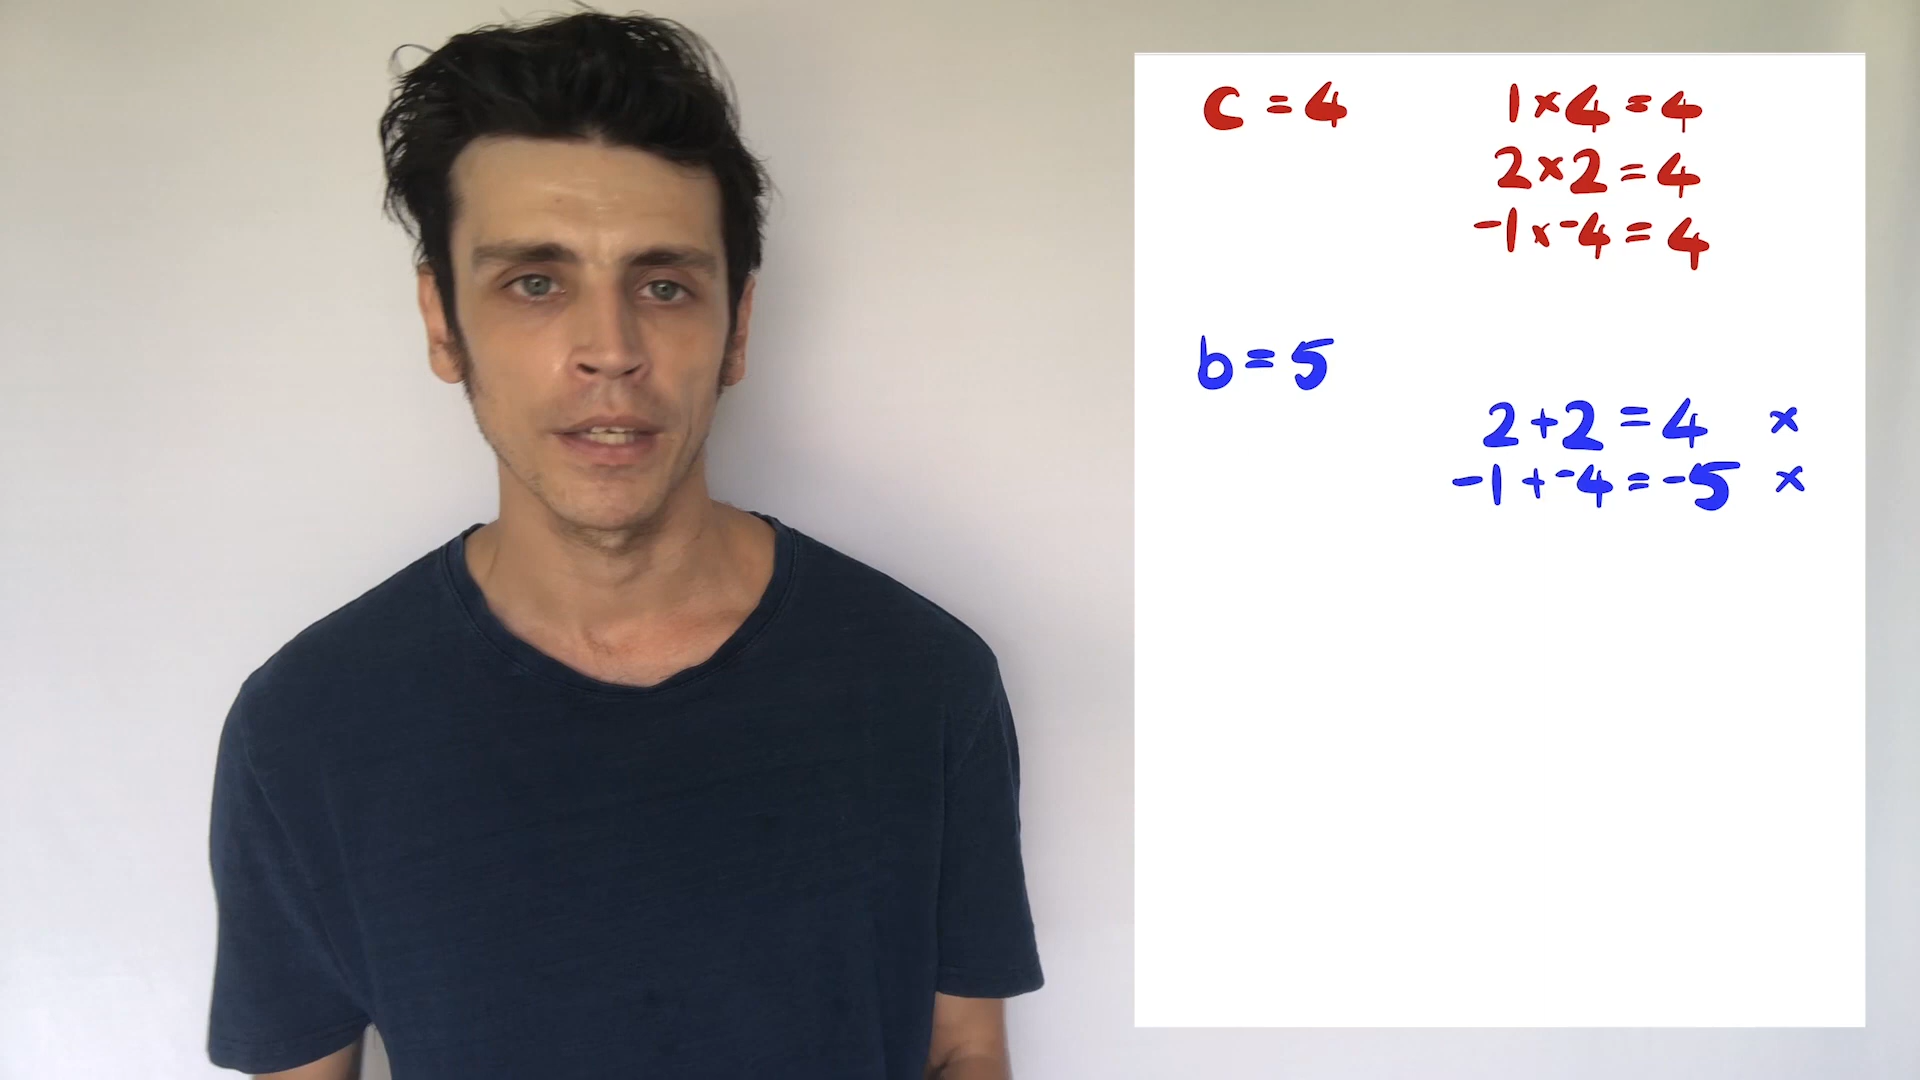 c = 4 1 × 4 = 4
2 × 2 = 4
-1 × -4 = 4
b = 5
2 + 2 = 4 ×
-1 + -4 = -5 ×